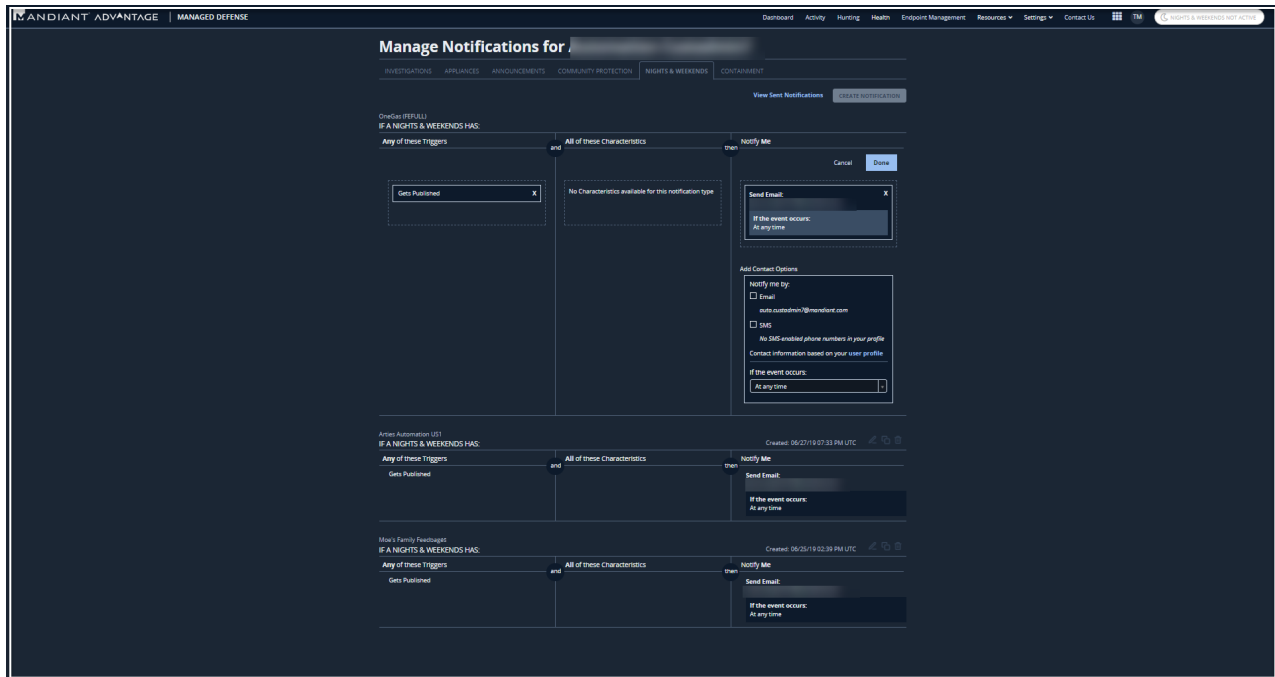 MANDIANT ADVANTAGE | MANAGED DEFENSE
Dashboard Activity Hunting Health Endpoint Management Resources Settings Contact Us TM NIGHTS & WEEKENDS NOT ACTIVE
Manage Notifications for
INVESTIGATIONS APPLIANCES ANNOUNCEMENTS COMMUNITY PROTECTION NIGHTS & WEEKENDS CONTAINMENT
View Sent Notifications CREATE NOTIFICATION
OneGas (FEFULL)
IF A NIGHTS & WEEKENDS HAS:
Any of these Triggers and All of these Characteristics then Notify Me
Cancel Done
Gets Published X
No Characteristics available for this notification type
Send Email: X
If the event occurs:
At any time
Add Contact Options
Notify me by:
Email
auto.custadmin7@mandiant.com
SMS
No SMS-enabled phone numbers in your profile
Contact information based on your user profile
If the event occurs:
At any time
Arties Automation US1
IF A NIGHTS & WEEKENDS HAS:
Created: 06/27/19 07:33 PM UTC
Any of these Triggers and All of these Characteristics then Notify Me
Gets Published
Send Email:
If the event occurs:
At any time
Moe's Family Feedbags
IF A NIGHTS & WEEKENDS HAS:
Created: 06/25/19 02:39 PM UTC
Any of these Triggers and All of these Characteristics then Notify Me
Gets Published
Send Email:
If the event occurs:
At any time